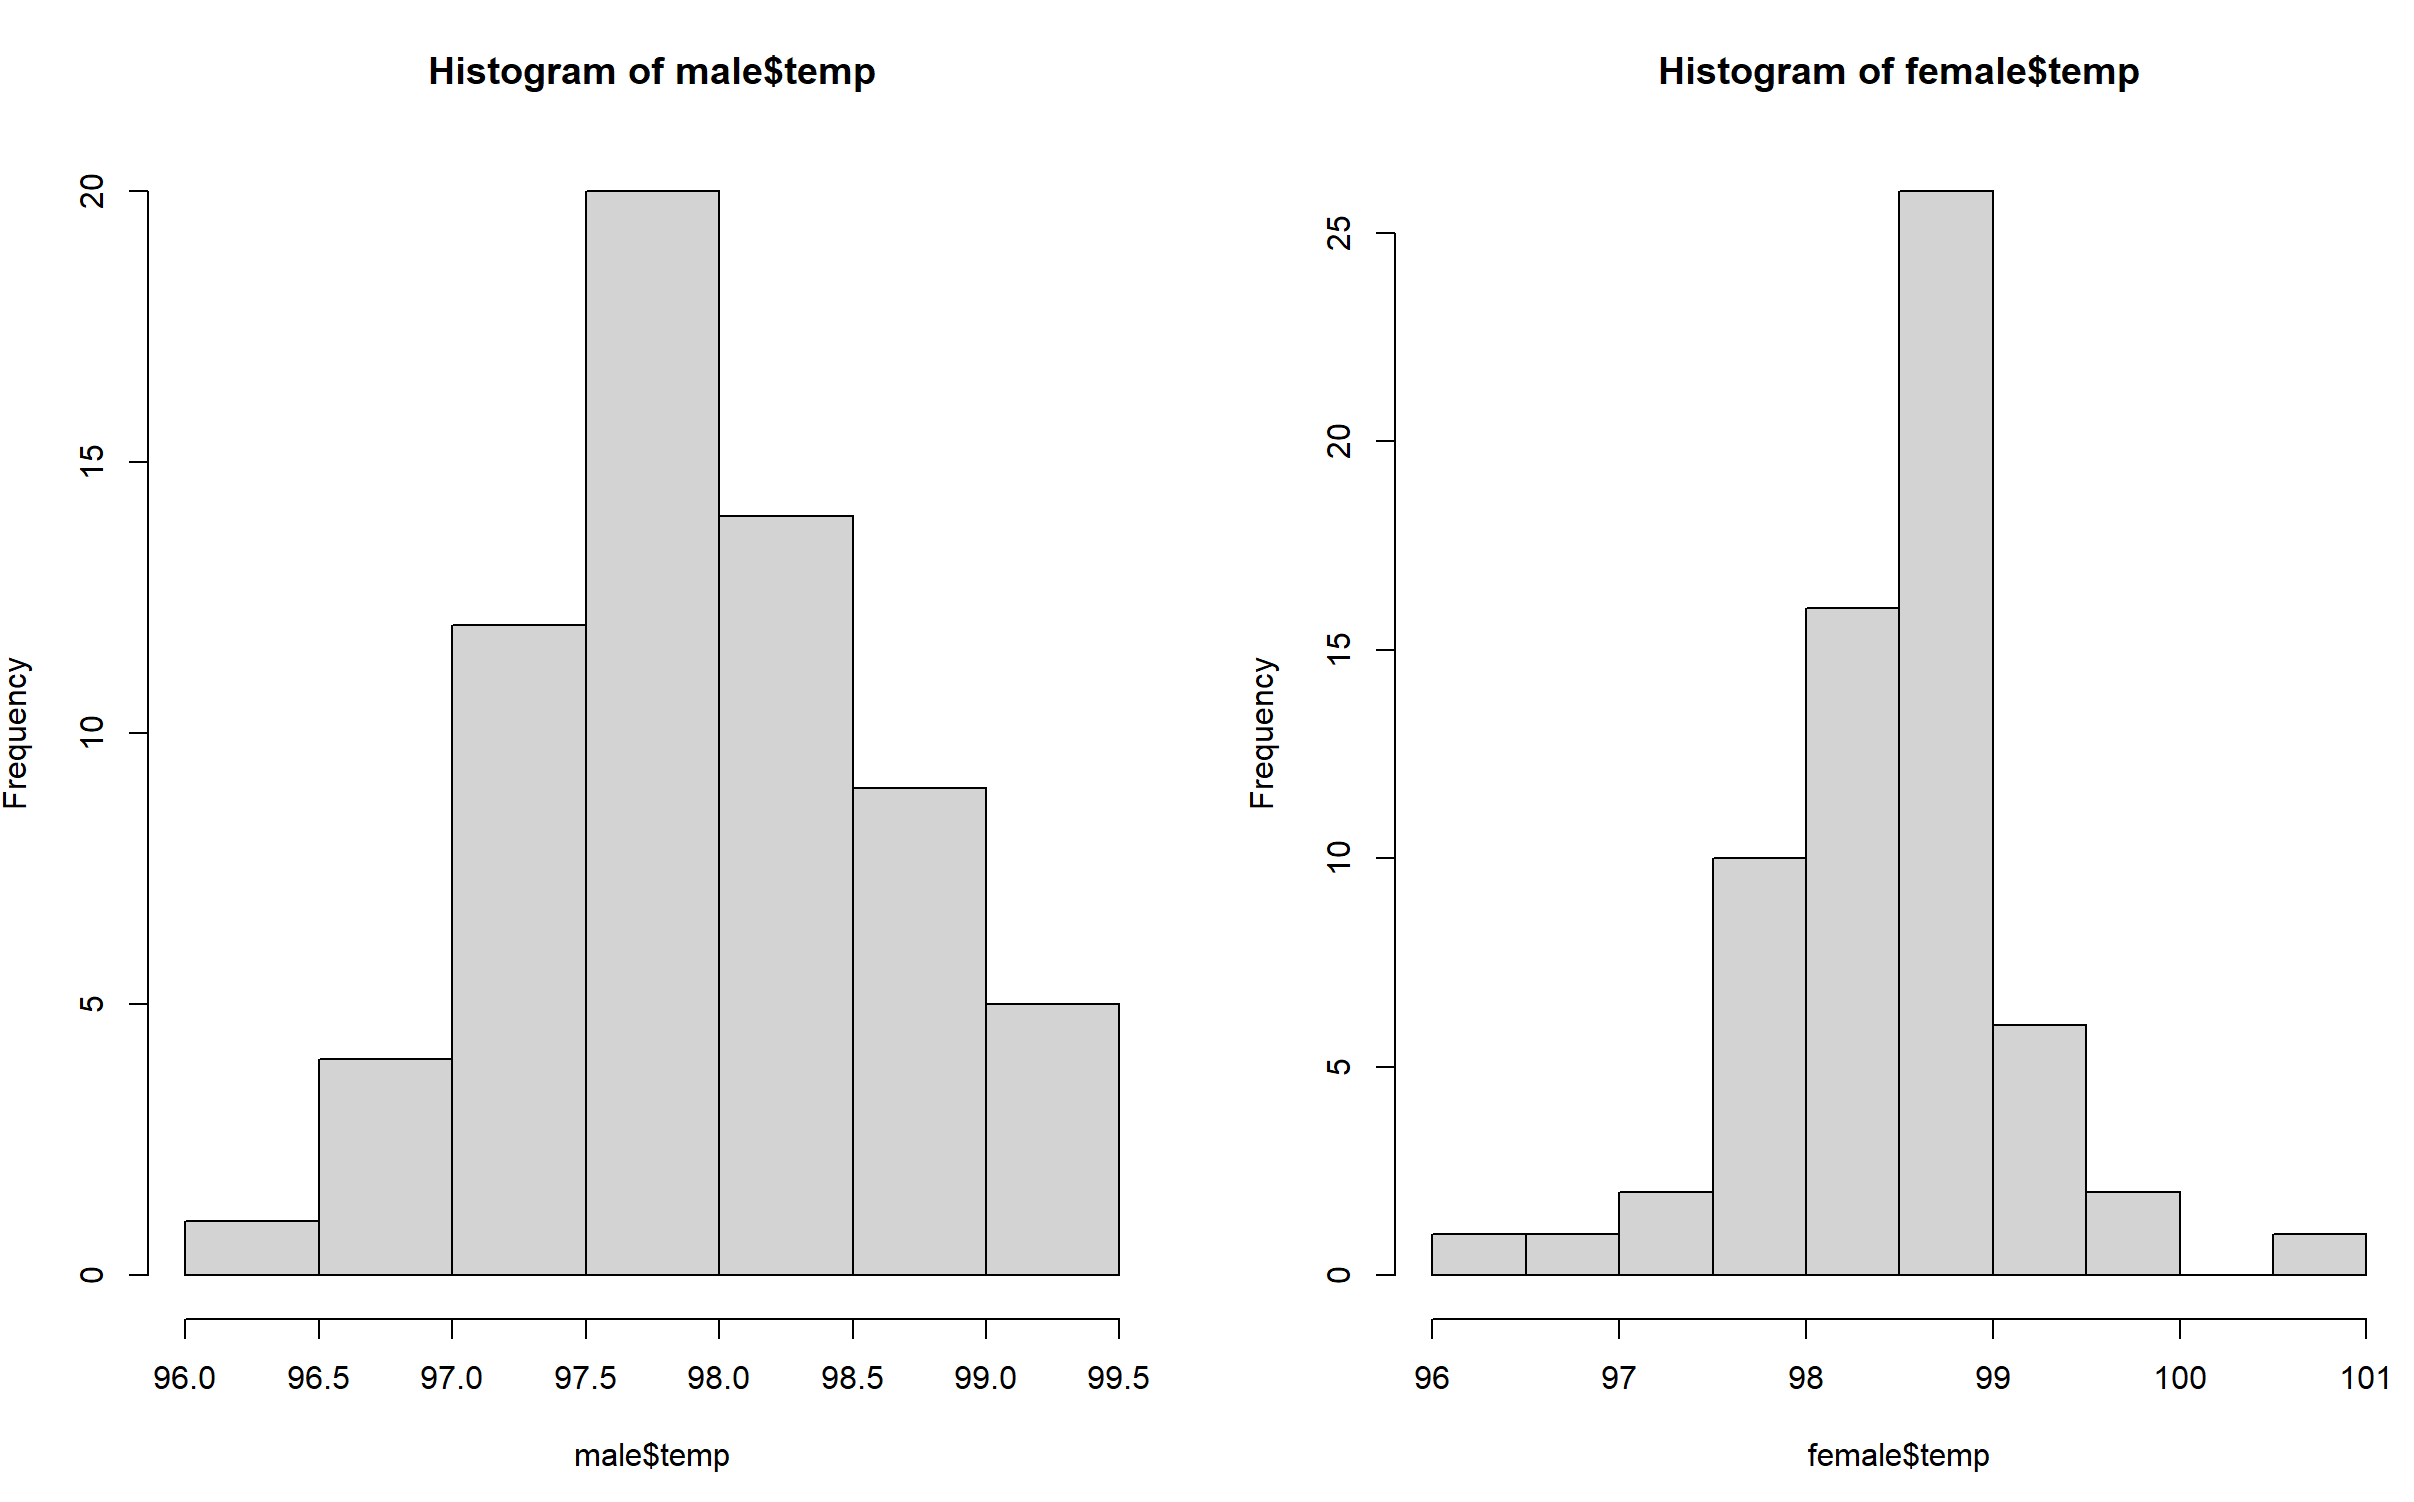 Histogram of male$temp
Frequency
20
15
10
5
0
96.0 96.5 97.0 97.5 98.0 98.5 99.0 99.5
male$temp
Histogram of female$temp
Frequency
25
20
15
10
5
0
96 97 98 99 100 101
female$temp